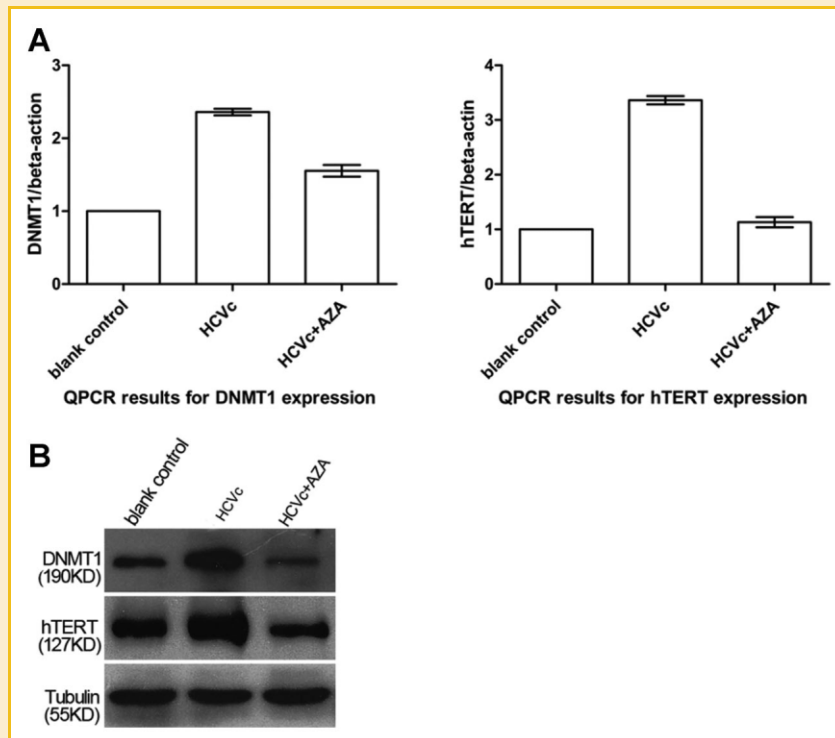 A
3
2
1
0
DNMT1/beta-action
blank control
HCVc
HCVc+AZA
QPCR results for DNMT1 expression
4
3
2
1
0
hTERT/beta-actin
blank control
HCVc
HCVc+AZA
QPCR results for hTERT expression
B
blank control
HCVc
HCVc+AZA
DNMT1
(190KD)
hTERT
(127KD)
Tubulin
(55KD)